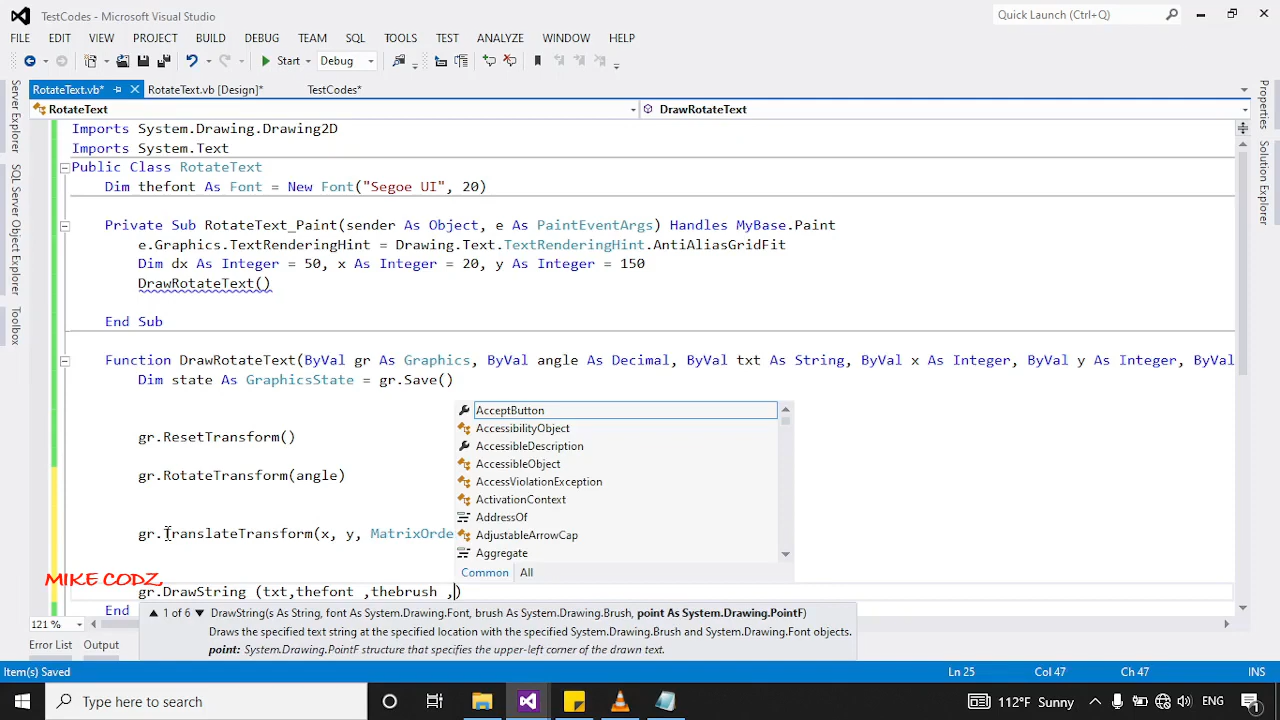 TestCodes - Microsoft Visual Studio
Quick Launch (Ctrl+Q)
FILE EDIT VIEW PROJECT BUILD DEBUG TEAM SQL TOOLS TEST ANALYZE WINDOW HELP
Start Debug
RotateText.vb* RotateText.vb [Design]* TestCodes*
RotateText DrawRotateText
Server Explorer
SQL Server Object Explorer
Toolbox
Properties
Solution Explorer
Imports System.Drawing.Drawing2D
Imports System.Text
Public Class RotateText
Dim thefont As Font = New Font("Segoe UI", 20)
Private Sub RotateText_Paint(sender As Object, e As PaintEventArgs) Handles MyBase.Paint
e.Graphics.TextRenderingHint = Drawing.Text.TextRenderingHint.AntiAliasGridFit
Dim dx As Integer = 50, x As Integer = 20, y As Integer = 150
DrawRotateText()
End Sub
Function DrawRotateText(ByVal gr As Graphics, ByVal angle As Decimal, ByVal txt As String, ByVal x As Integer, ByVal y As Integer, ByVal
Dim state As GraphicsState = gr.Save()
gr.ResetTransform()
gr.RotateTransform(angle)
gr.TranslateTransform(x, y, MatrixOrde
AcceptButton
AccessibilityObject
AccessibleDescription
AccessibleObject
AccessViolationException
ActivationContext
AddressOf
AdjustableArrowCap
Aggregate
Common All
MIKE CODZ,
gr.DrawString (txt,thefont ,thebrush ,)
End
1 of 6 DrawString(s As String, font As System.Drawing.Font, brush As System.Drawing.Brush, point As System.Drawing.PointF)
Draws the specified text string at the specified location with the specified System.Drawing.Brush and System.Drawing.Font objects.
point: System.Drawing.PointF structure that specifies the upper-left corner of the drawn text.
121 %
Error List Output
Item(s) Saved Ln 25 Col 47 Ch 47 INS
Type here to search
112°F Sunny ENG 1